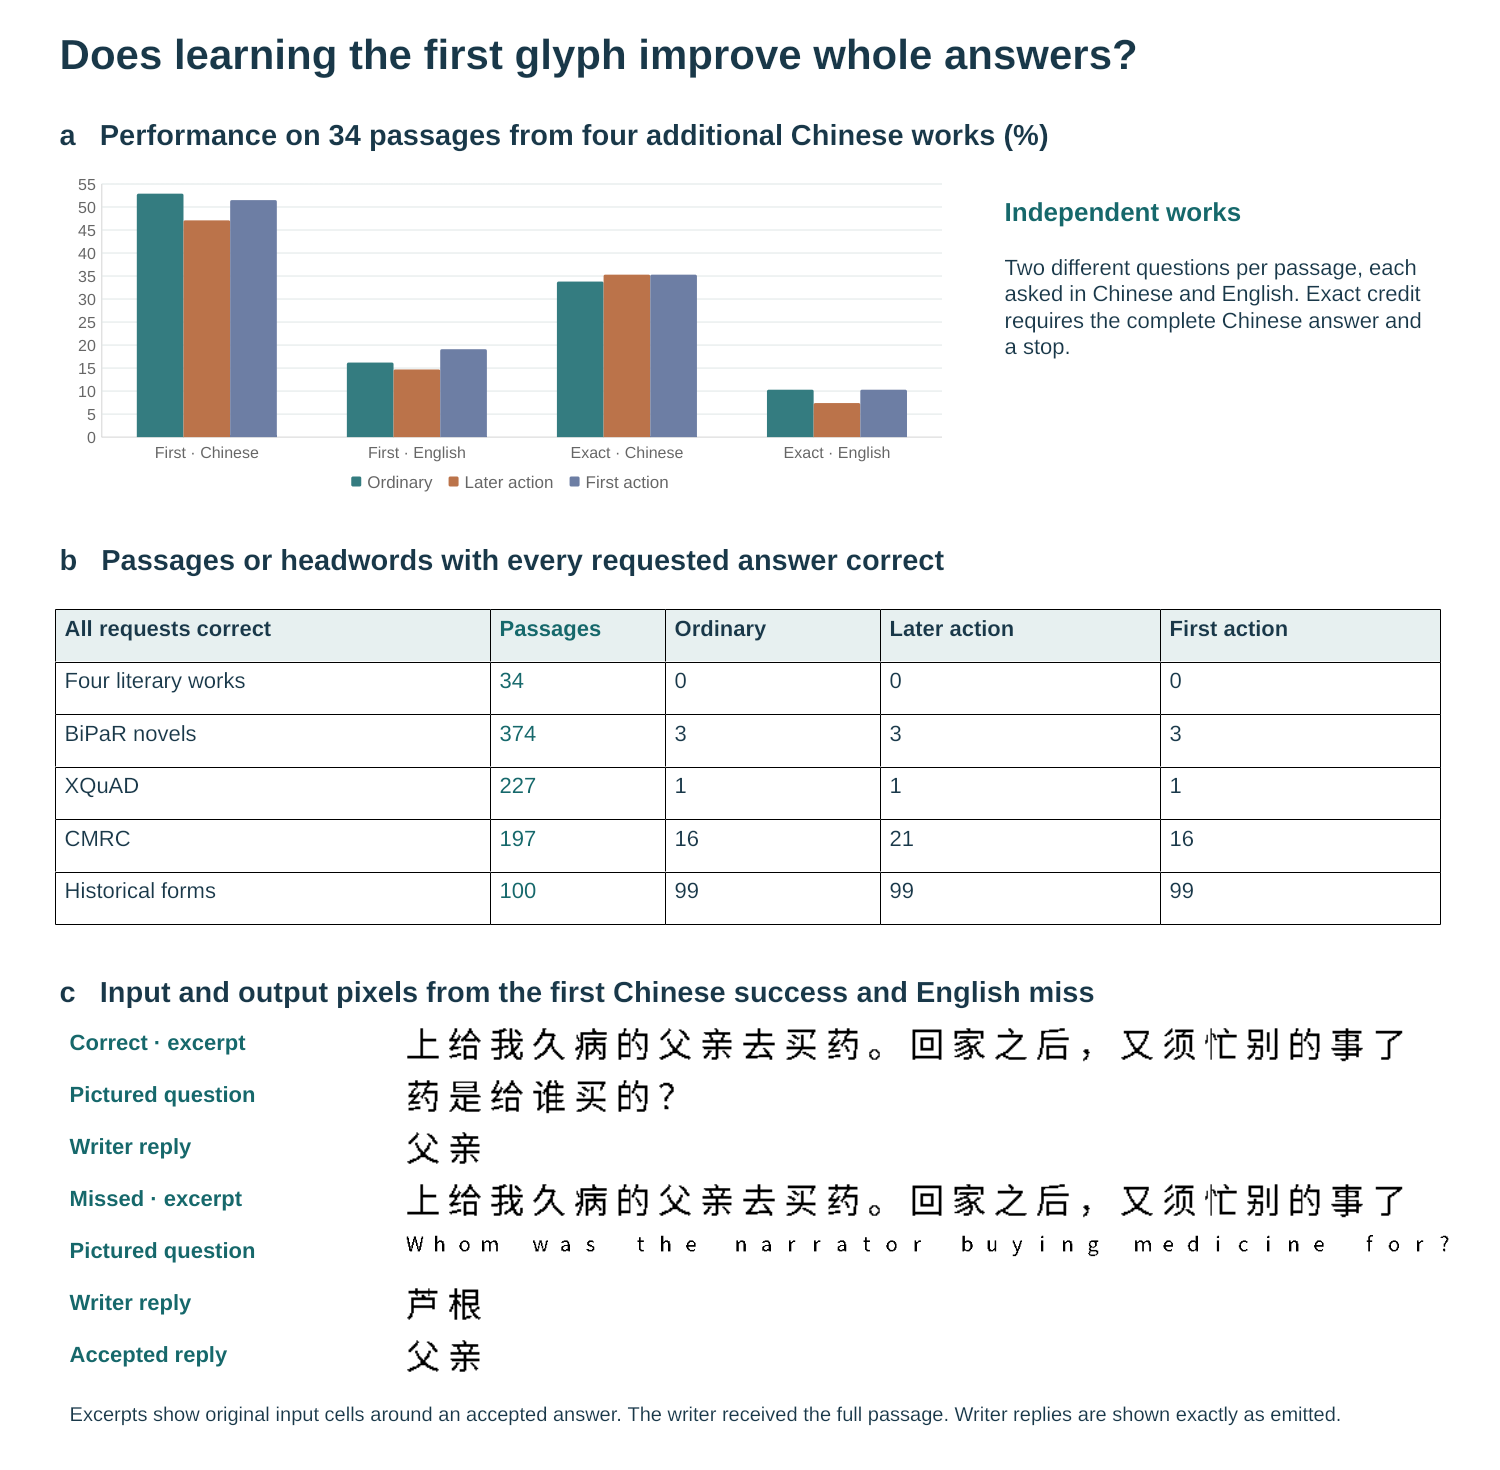 Does learning the first glyph improve whole answers?
a Performance on 34 passages from four additional Chinese works (%)
55
50
45
40
35
30
25
20
15
10
5
0
First · Chinese
First · English
Exact · Chinese
Exact · English
Ordinary
Later action
First action
Independent works
Two different questions per passage, each
asked in Chinese and English. Exact credit
requires the complete Chinese answer and
a stop.
b Passages or headwords with every requested answer correct
All requests correct Passages Ordinary Later action First action
Four literary works 34 0 0 0
BiPaR novels 374 3 3 3
XQuAD 227 1 1 1
CMRC 197 16 21 16
Historical forms 100 99 99 99
c Input and output pixels from the first Chinese success and English miss
Correct · excerpt 上给我久病的父亲去买药。回家之后，又须忙别的事了
Pictured question 药是给谁买的？
Writer reply 父亲
Missed · excerpt 上给我久病的父亲去买药。回家之后，又须忙别的事了
Pictured question Whom was the narrator buying medicine for?
Writer reply 芦根
Accepted reply 父亲
Excerpts show original input cells around an accepted answer. The writer received the full passage. Writer replies are shown exactly as emitted.